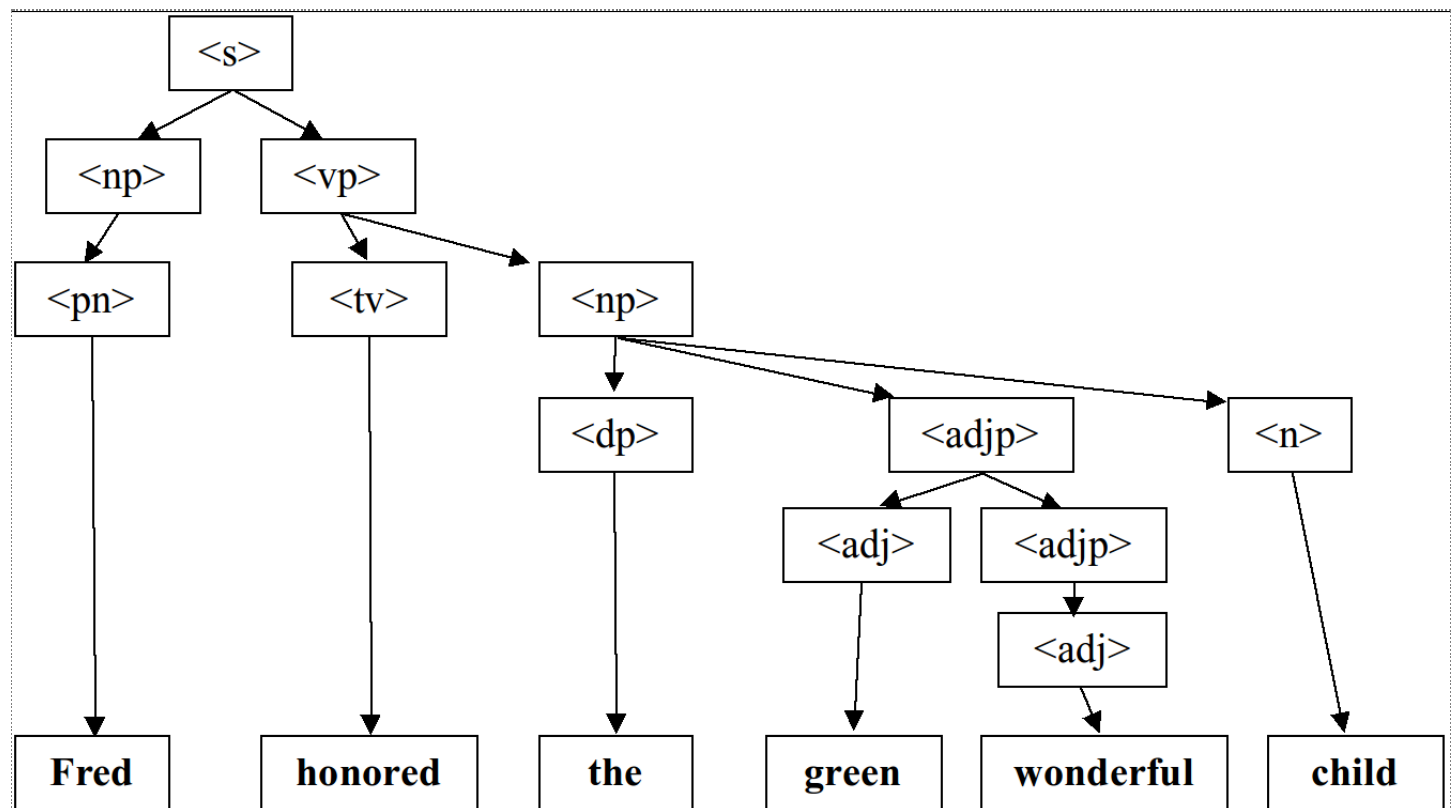 <s>
<np> <vp>
<pn> <tv> <np>
<dp> <adjp> <n>
<adj> <adjp>
<adj>
Fred honored the green wonderful child